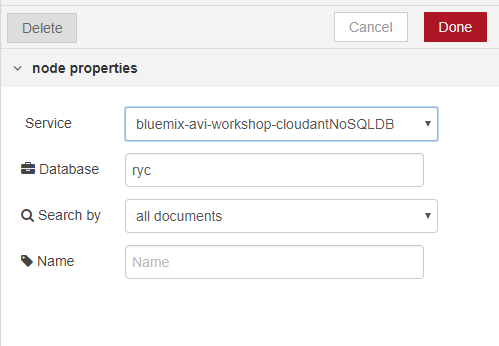 Delete Cancel Done
node properties
Service bluemix-avi-workshop-cloudantNoSQLDB
Database ryc
Search by all documents
Name Name